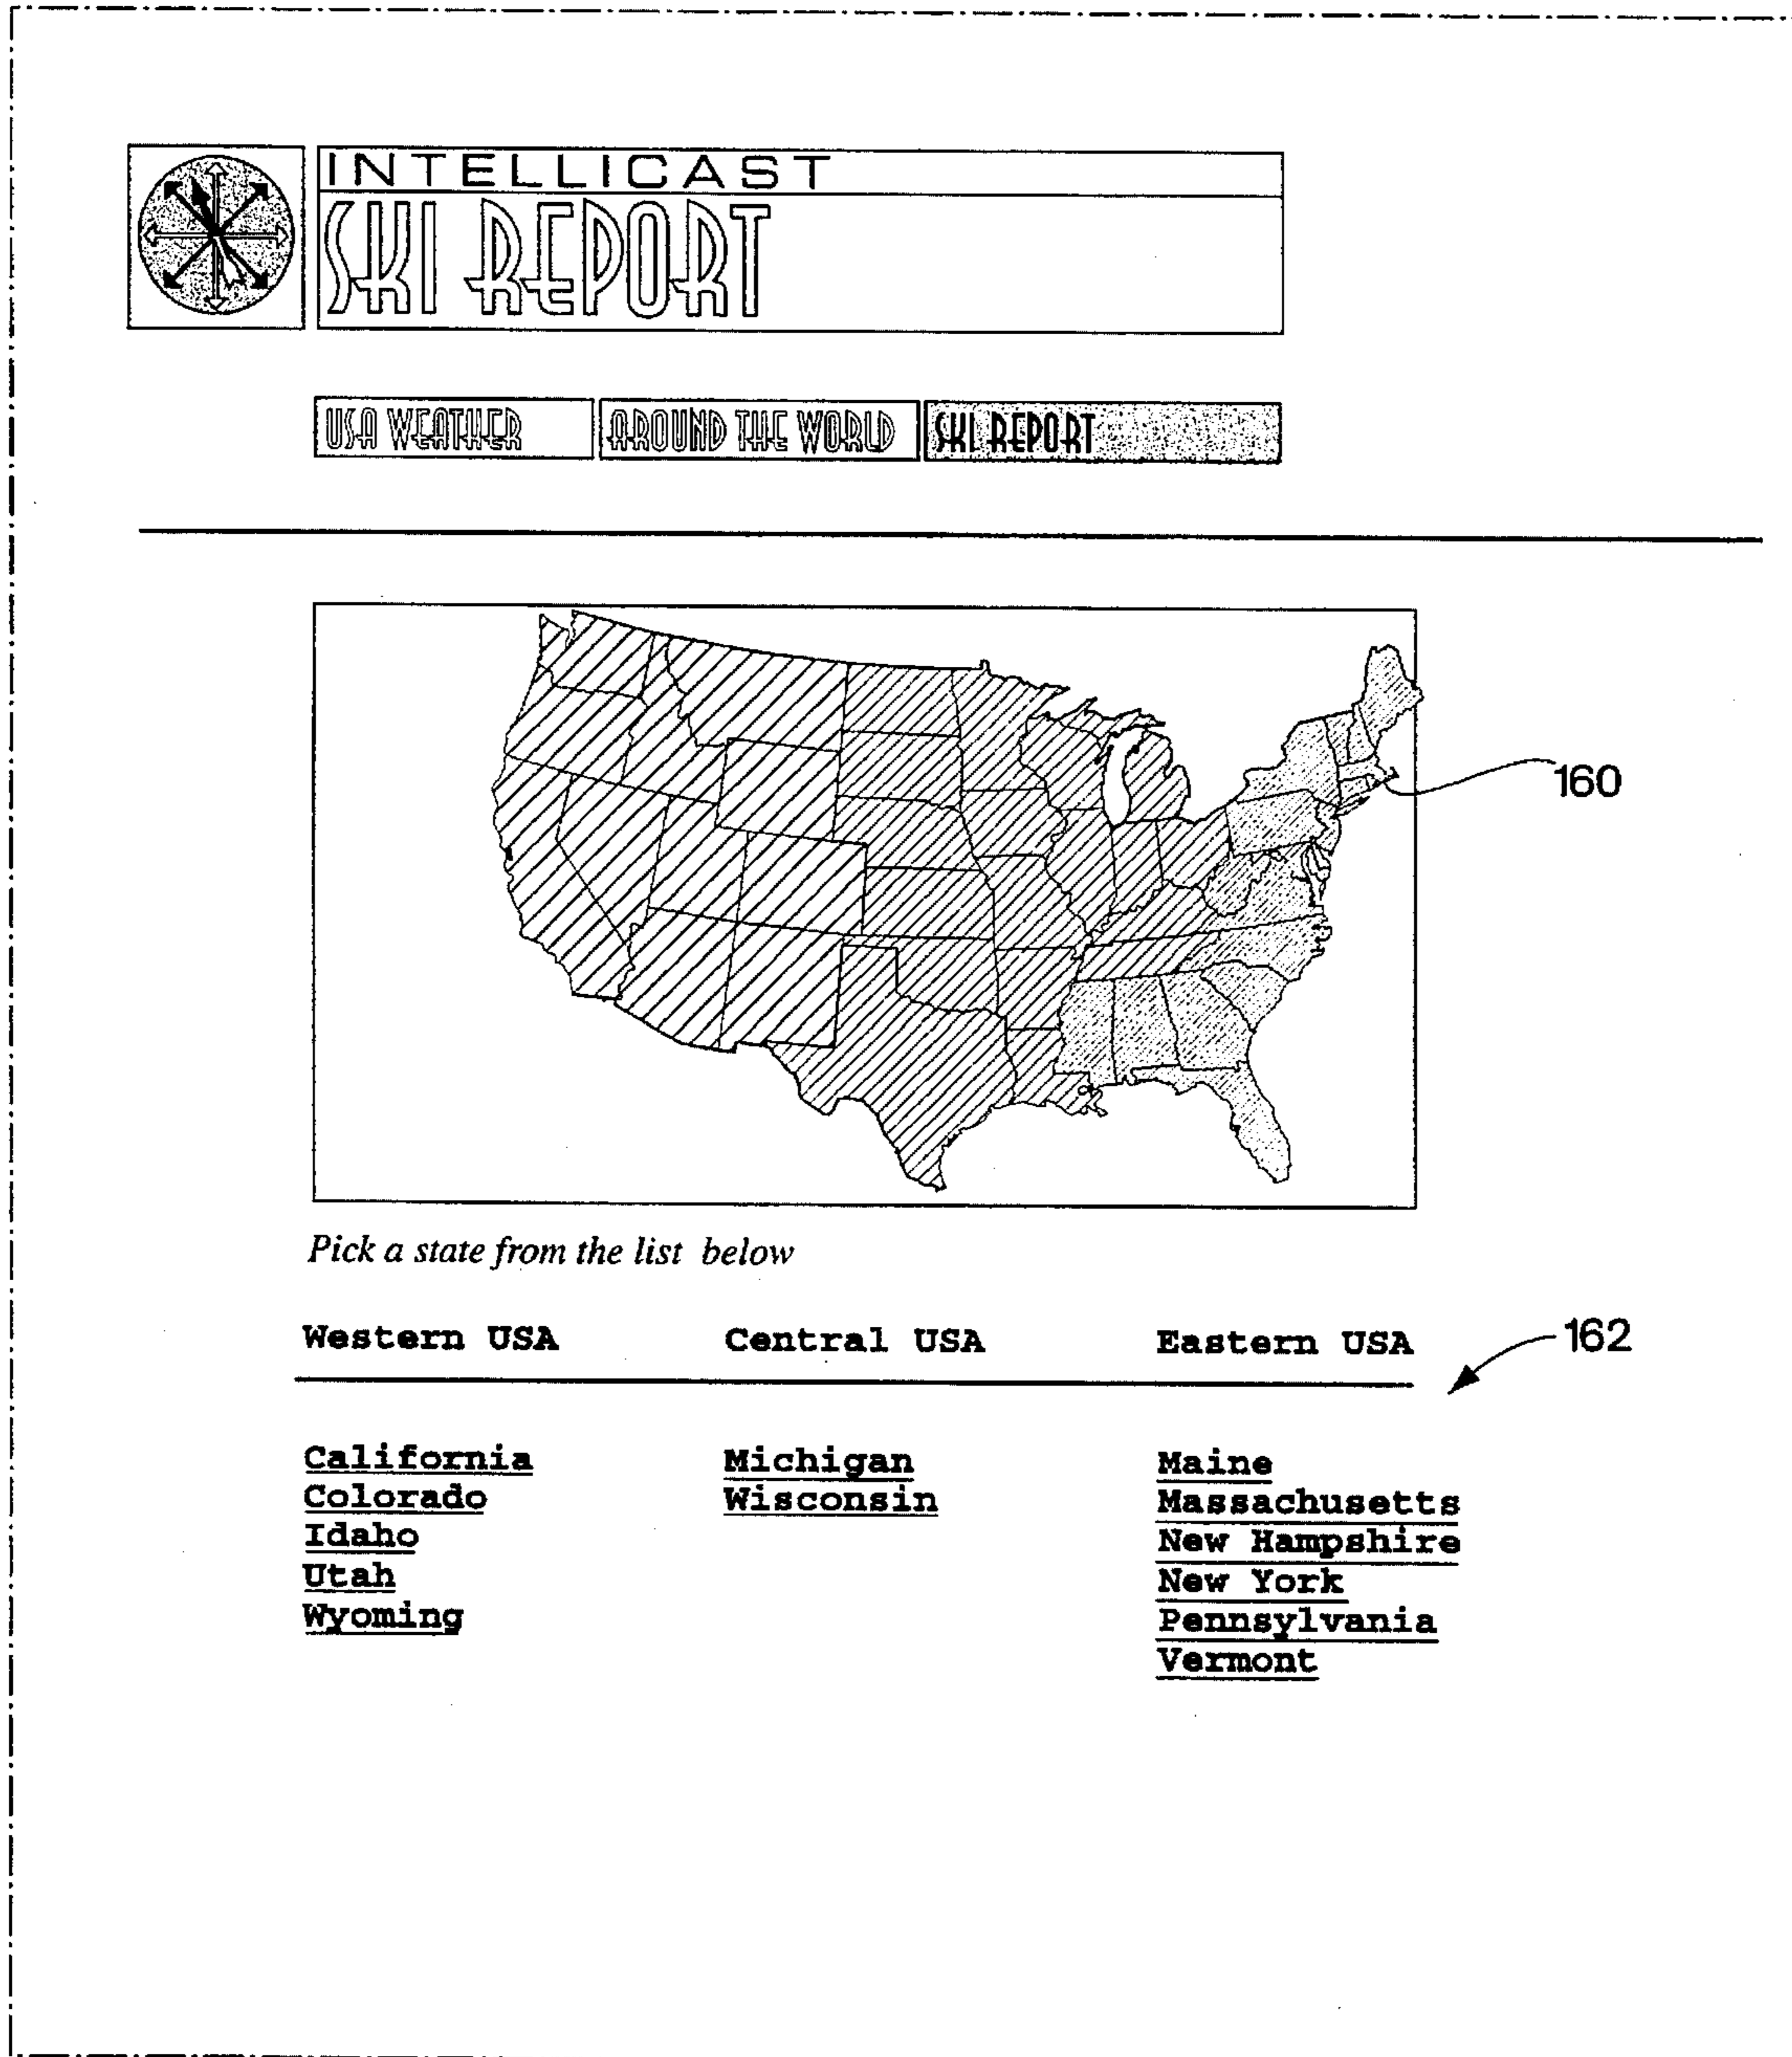 INTELLICAST
SKI REPORT
USA WEATHER AROUND THE WORLD SKI REPORT
160
Pick a state from the list below
Western USA Central USA Eastern USA
162
California Michigan Maine
Colorado Wisconsin Massachusetts
Idaho New Hampshire
Utah New York
Wyoming Pennsylvania
Vermont